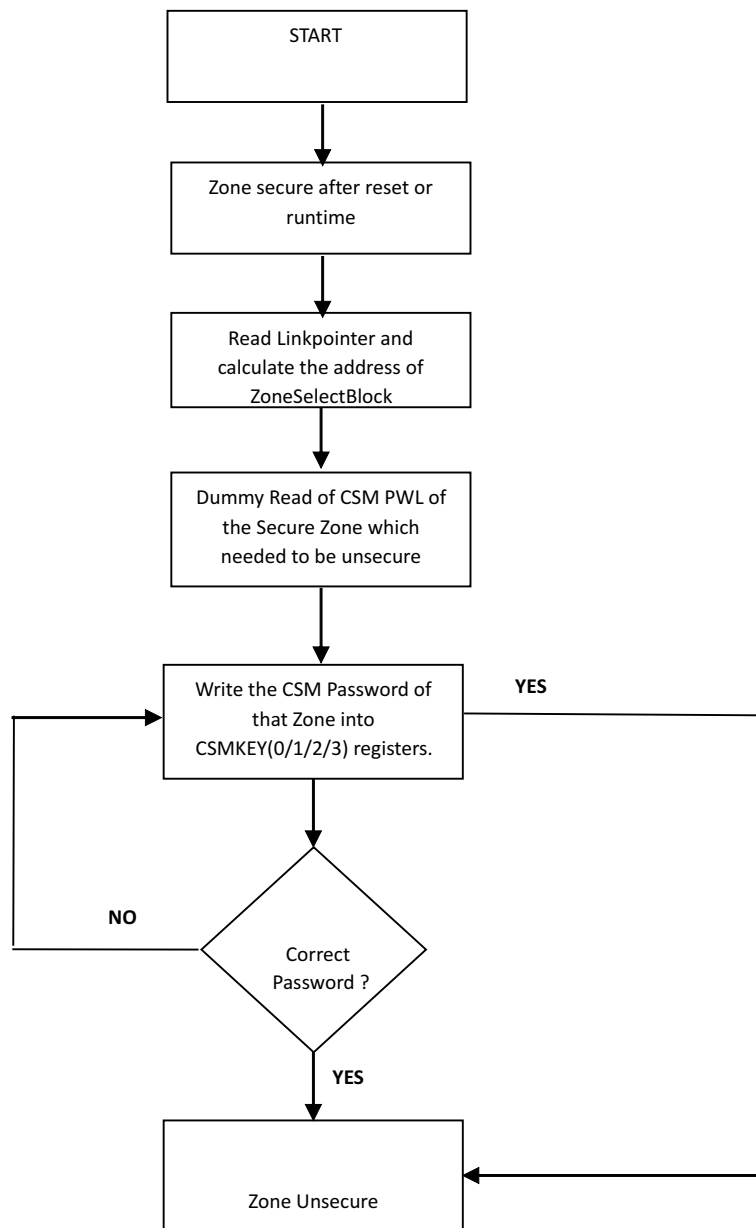 START
Zone secure after reset or
runtime
Read Linkpointer and
calculate the address of
ZoneSelectBlock
Dummy Read of CSM PWL of
the Secure Zone which
needed to be unsecure
Write the CSM Password of
that Zone into
CSMKEY(0/1/2/3) registers.
YES
NO
Correct
Password ?
YES
Zone Unsecure